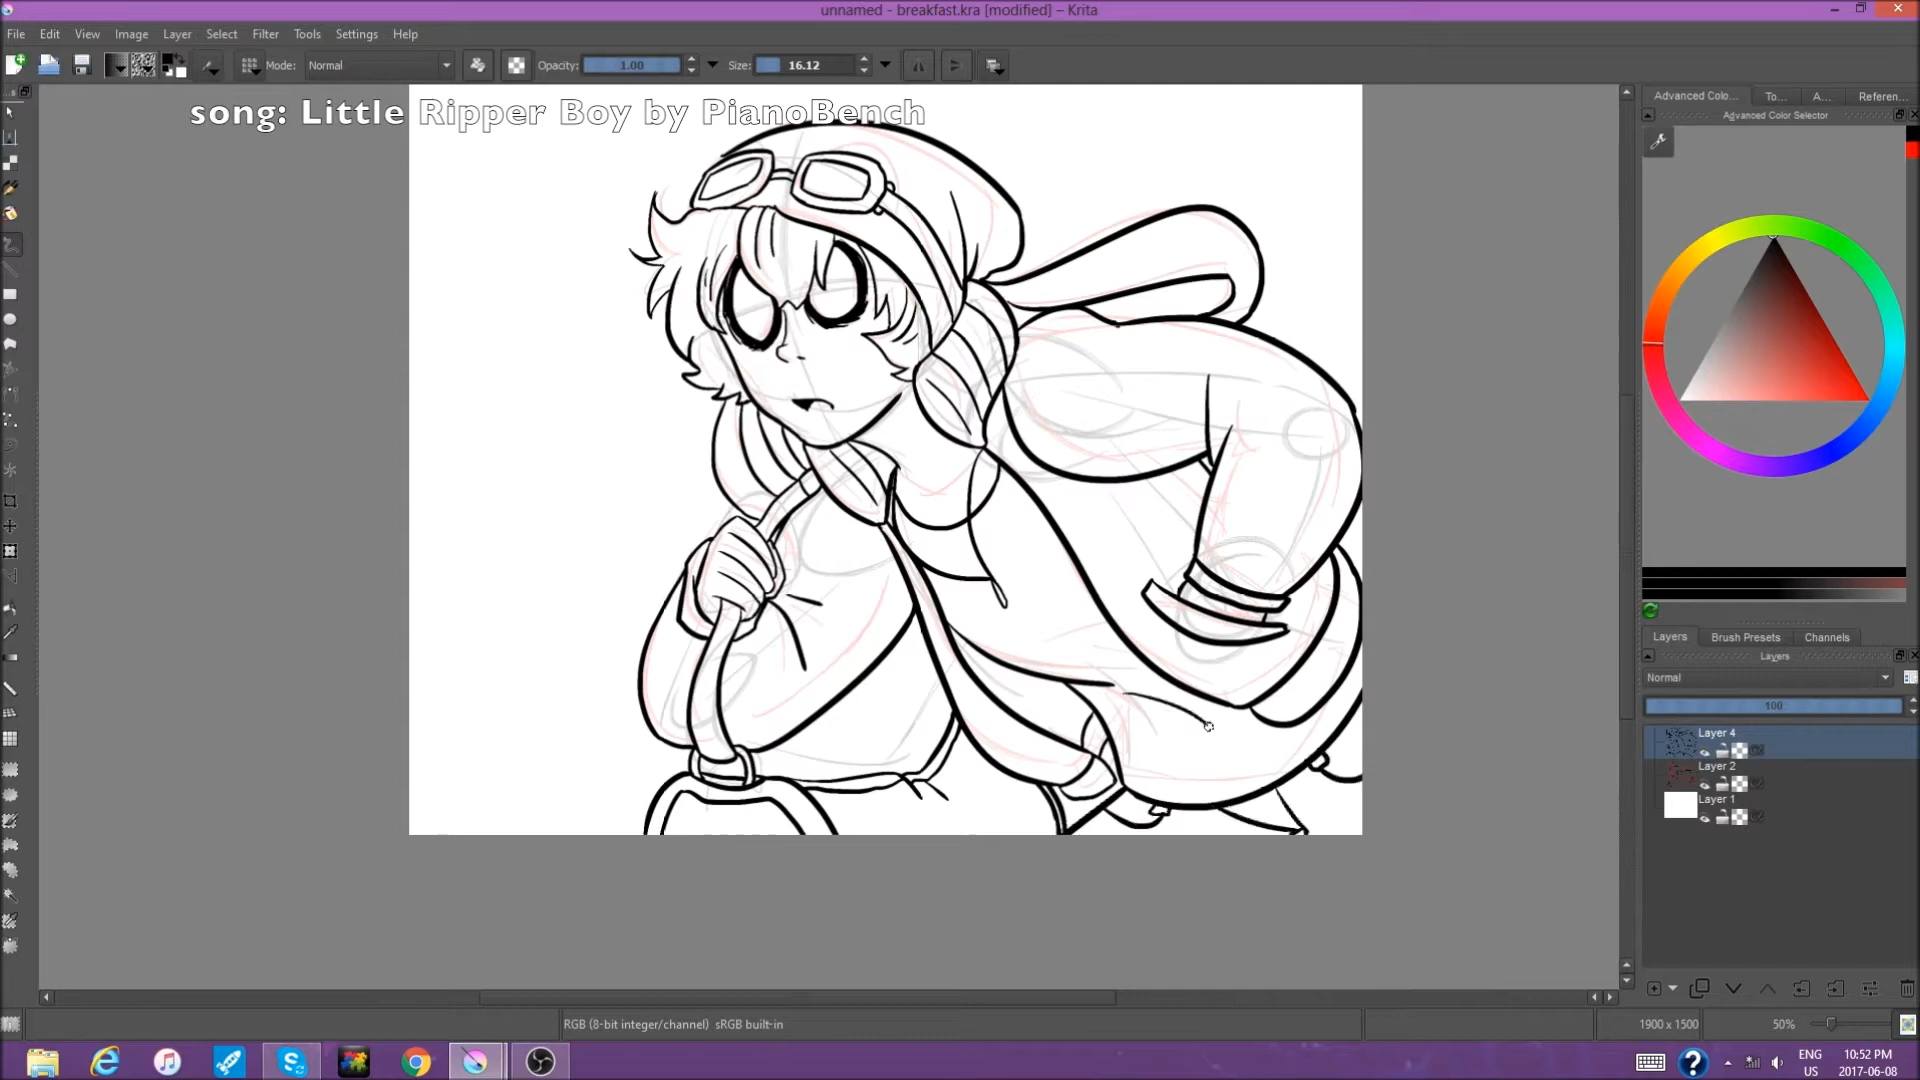 unnamed - breakfast.kra [modified] – Krita
File Edit View Image Layer Select Filter Tools Settings Help
Mode: Normal Opacity: 1.00 Size: 16.12
song: Little Ripper Boy by PianoBench
Advanced Colo... To... A... Referen...
Advanced Color Selector
Layers Brush Presets Channels
Layers
Normal
100
Layer 4
Layer 2
Layer 1
RGB (8-bit integer/channel) sRGB built-in
1900 x 1500
50%
ENG
US
10:52 PM
2017-06-08